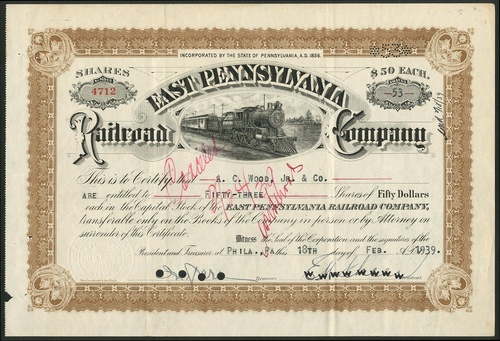 INCORPORATED BY THE STATE OF PENNSYLVANIA, A.D. 1856.
53
SHARES
NUMBER
4712
EAST PENNSYLVANIA
$50 EACH.
53
Railroad Company
This is to Certify that A. C. WOOD, JR. & CO.
ARE entitled to FIFTY-THREE Shares of Fifty Dollars
each in the Capital Stock of the EAST PENNSYLVANIA RAILROAD COMPANY,
transferable only on the Books of the Company in person or by Attorney on
surrender of this Certificate.
Witness the Seal of the Corporation and the signatures of the
President and Treasurer at PHILA., PA this 18TH day of FEB. A.D. 1939.